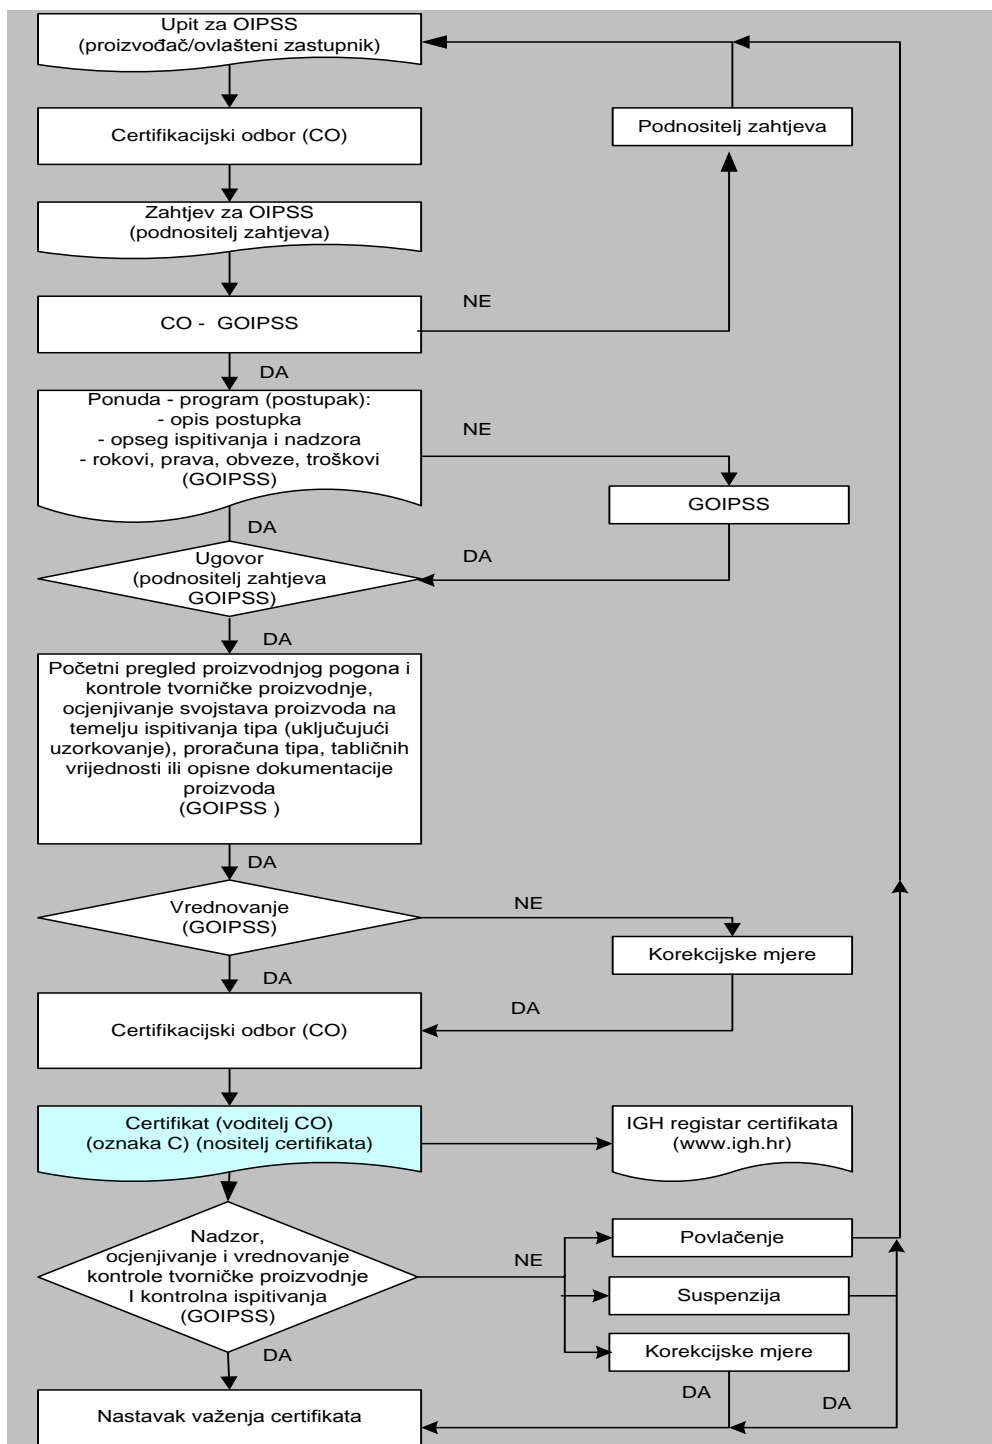 Upit za OIPSS
(proizvođač/ovlašteni zastupnik)
Certifikacijski odbor (CO)
Podnositelj zahtjeva
Zahtjev za OIPSS
(podnositelj zahtjeva)
NE
CO - GOIPSS
DA
Ponuda - program (postupak):
- opis postupka
- opseg ispitivanja i nadzora
- rokovi, prava, obveze, troškovi
(GOIPSS)
NE
GOIPSS
DA
Ugovor
(podnositelj zahtjeva
GOIPSS)
DA
DA
Početni pregled proizvodnjog pogona i
kontrole tvorničke proizvodnje,
ocjenjivanje svojstava proizvoda na
temelju ispitivanja tipa (uključujući
uzorkovanje), proračuna tipa, tabličnih
vrijednosti ili opisne dokumentacije
proizvoda
(GOIPSS )
DA
Vrednovanje
(GOIPSS)
NE
Korekcijske mjere
DA
DA
Certifikacijski odbor (CO)
Certifikat (voditelj CO)
(oznaka C) (nositelj certifikata)
IGH registar certifikata
(www.igh.hr)
Nadzor,
ocjenjivanje i vrednovanje
kontrole tvorničke proizvodnje
I kontrolna ispitivanja
(GOIPSS)
NE
Povlačenje
Suspenzija
Korekcijske mjere
DA
DA
DA
Nastavak važenja certifikata